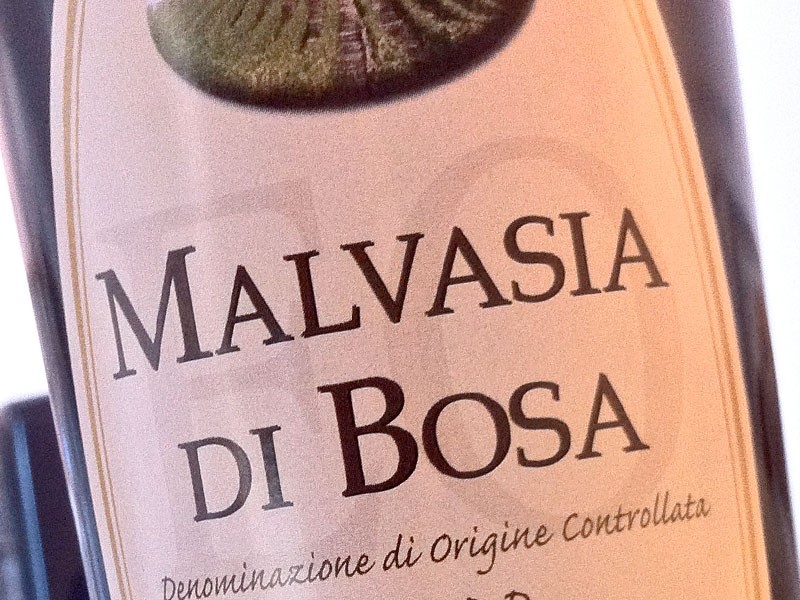 MALVASIA
DI BOSA
Denominazione di Origine Controllata